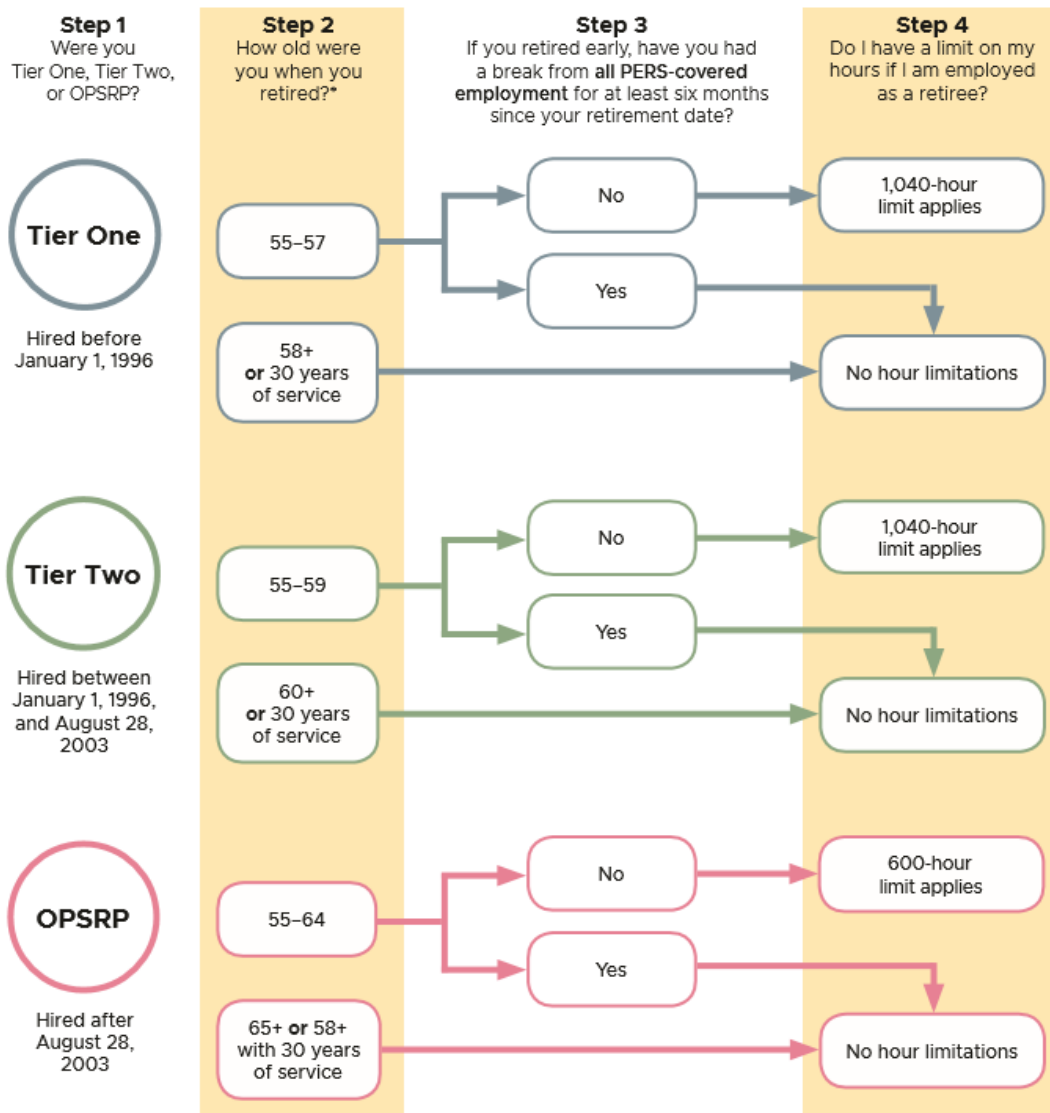 Step 1
Were you
Tier One, Tier Two,
or OPSRP?
Step 2
How old were
you when you
retired?*
Step 3
If you retired early, have you had
a break from all PERS-covered
employment for at least six months
since your retirement date?
Step 4
Do I have a limit on my
hours if I am employed
as a retiree?
Tier One
Hired before
January 1, 1996
55–57
No
1,040-hour
limit applies
Yes
58+
or 30 years
of service
No hour limitations
Tier Two
Hired between
January 1, 1996,
and August 28,
2003
55–59
No
1,040-hour
limit applies
Yes
60+
or 30 years
of service
No hour limitations
OPSRP
Hired after
August 28,
2003
55–64
No
600-hour
limit applies
Yes
65+ or 58+
with 30 years
of service
No hour limitations